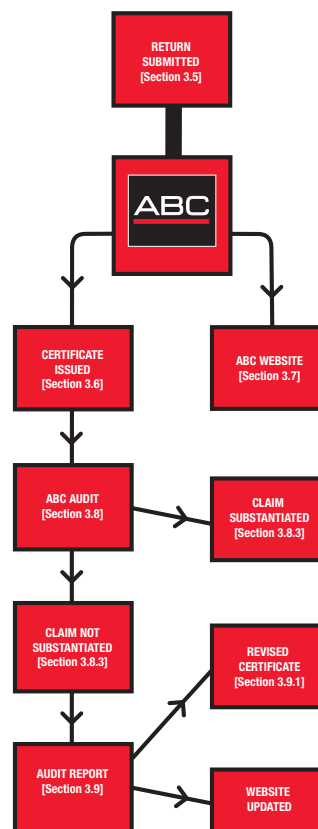 RETURN
SUBMITTED
[Section 3.5]
ABC
CERTIFICATE
ISSUED
[Section 3.6]
ABC WEBSITE
[Section 3.7]
ABC AUDIT
[Section 3.8]
CLAIM
SUBSTANTIATED
[Section 3.8.3]
CLAIM NOT
SUBSTANTIATED
[Section 3.8.3]
REVISED
CERTIFICATE
[Section 3.9.1]
AUDIT REPORT
[Section 3.9]
WEBSITE
UPDATED